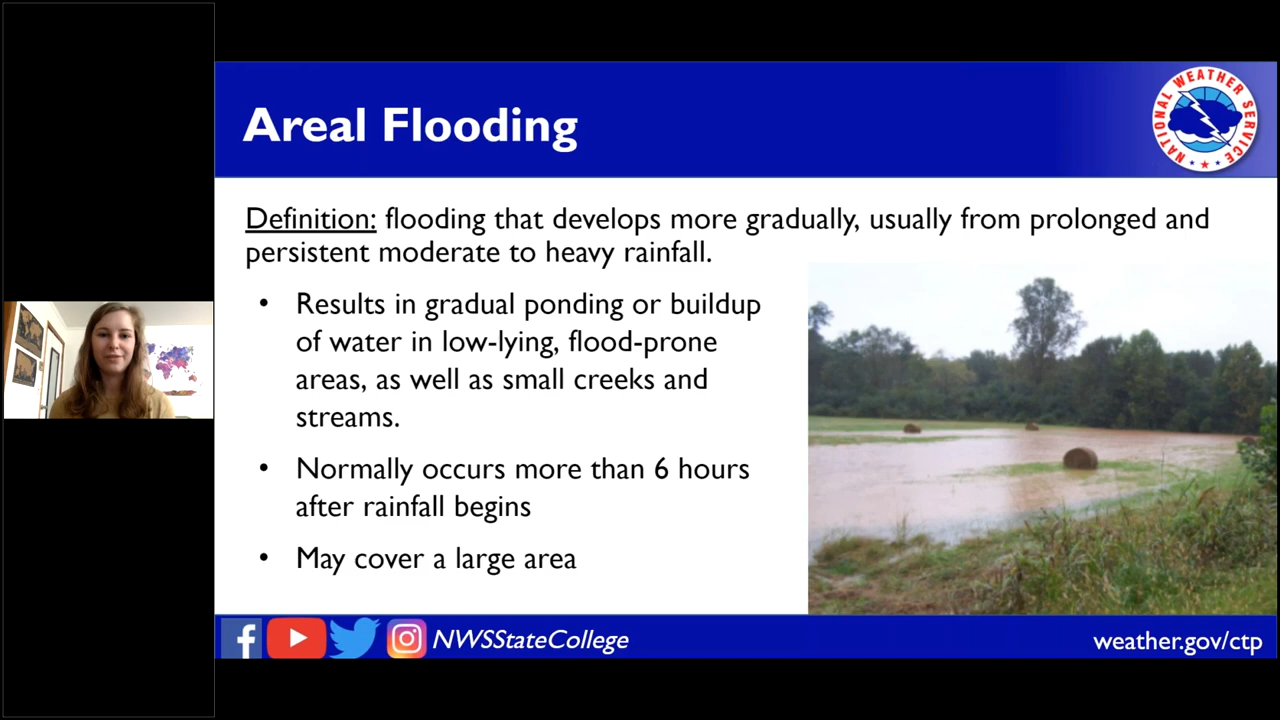 Areal Flooding
NATIONAL WEATHER SERVICE
Definition: flooding that develops more gradually, usually from prolonged and
persistent moderate to heavy rainfall.
• Results in gradual ponding or buildup
of water in low-lying, flood-prone
areas, as well as small creeks and
streams.
• Normally occurs more than 6 hours
after rainfall begins
• May cover a large area
NWSStateCollege
weather.gov/ctp